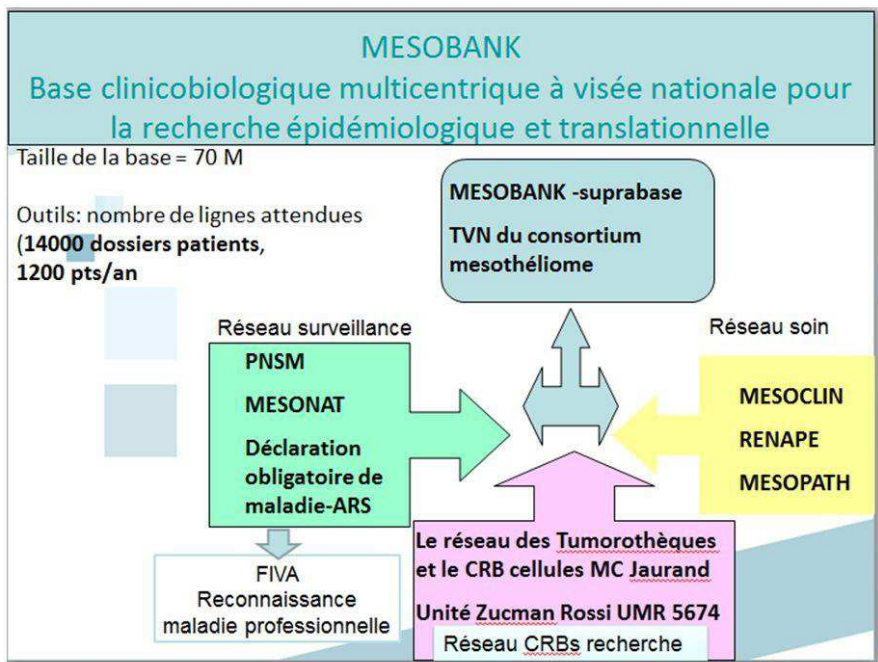 MESOBANK
Base clinicobiologique multicentrique à visée nationale pour
la recherche épidémiologique et translationnelle
Taille de la base = 70 M
Outils: nombre de lignes attendues
(14000 dossiers patients,
1200 pts/an
MESOBANK -suprabase
TVN du consortium
mesothéliome
Réseau surveillance
PNSM
MESONAT
Déclaration
obligatoire de
maladie-ARS
Réseau soin
MESOCLIN
RENAPE
MESOPATH
FIVA
Reconnaissance
maladie professionnelle
Le réseau des Tumorothèques
et le CRB cellules MC Jaurand
Unité Zucman Rossi UMR 5674
Réseau CRBs recherche